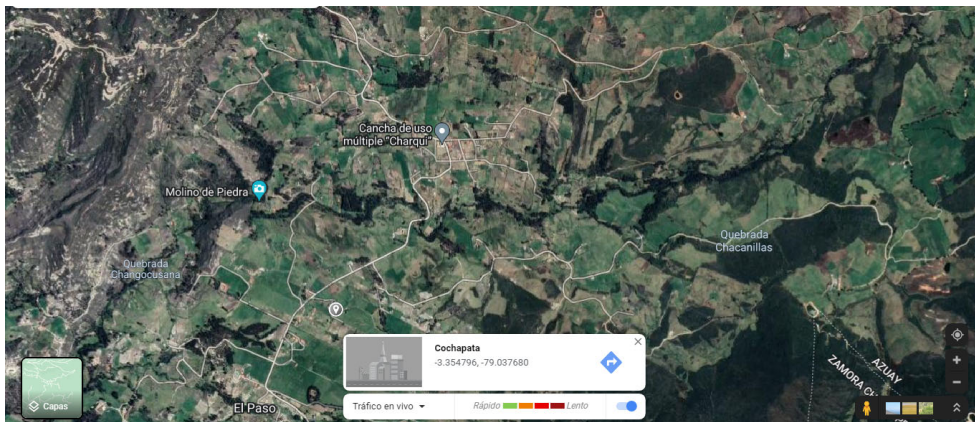 Cancha de uso
múltiple "Charqui"
Molino de Piedra
Quebrada
Chacanillas
Quebrada
Changocusana
Cochapata
-3.354796, -79.037680
AZUAY
Capas
El Paso
Tráfico en vivo
Rápido
Lento